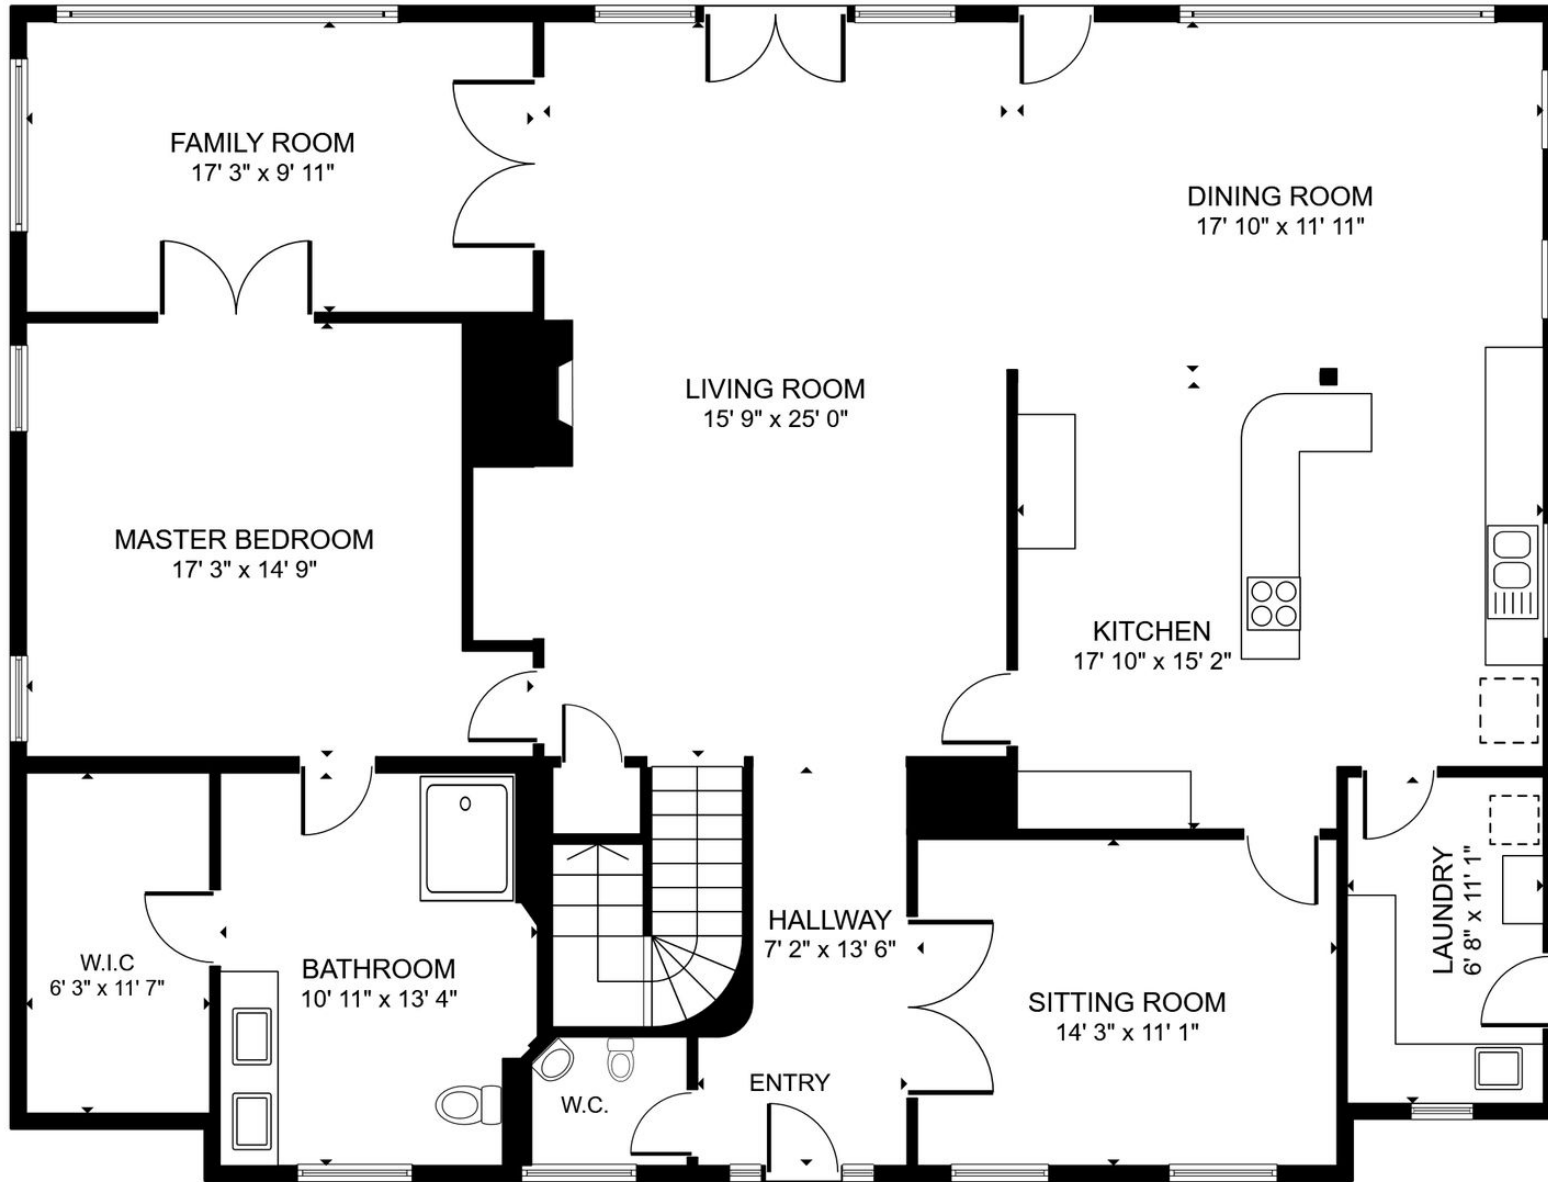 FAMILY ROOM
17' 3" x 9' 11"
DINING ROOM
17' 10" x 11' 11"
LIVING ROOM
15' 9" x 25' 0"
MASTER BEDROOM
17' 3" x 14' 9"
KITCHEN
17' 10" x 15' 2"
HALLWAY
7' 2" x 13' 6"
LAUNDRY
6' 8" x 11' 1"
W.I.C
6' 3" x 11' 7"
BATHROOM
10' 11" x 13' 4"
SITTING ROOM
14' 3" x 11' 1"
ENTRY
W.C.